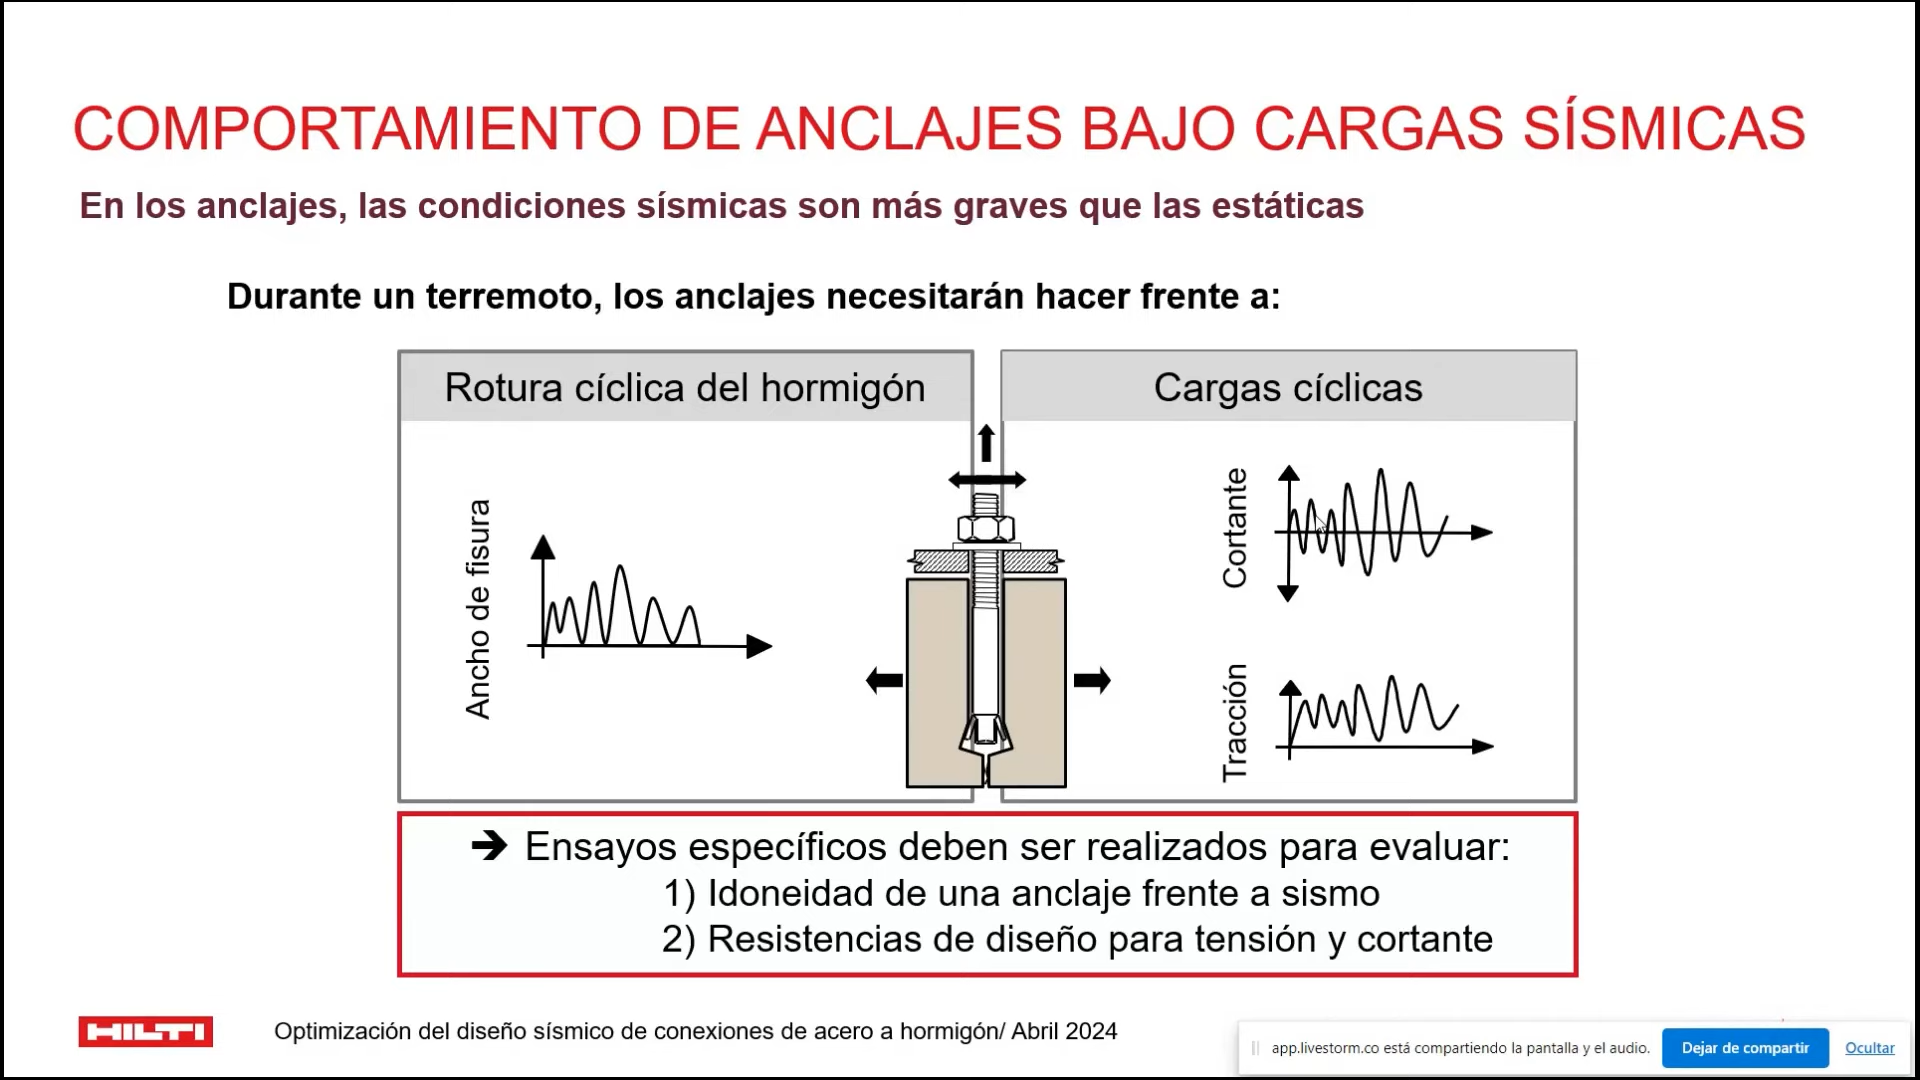 COMPORTAMIENTO DE ANCLAJES BAJO CARGAS SÍSMICAS
En los anclajes, las condiciones sísmicas son más graves que las estáticas
Durante un terremoto, los anclajes necesitarán hacer frente a:
Rotura cíclica del hormigón
Ancho de fisura
Cargas cíclicas
Cortante
Tracción
➔ Ensayos específicos deben ser realizados para evaluar:
1) Idoneidad de una anclaje frente a sismo
2) Resistencias de diseño para tensión y cortante
HILTI
Optimización del diseño sísmico de conexiones de acero a hormigón/ Abril 2024
app.livestorm.co está compartiendo la pantalla y el audio.
Dejar de compartir
Ocultar